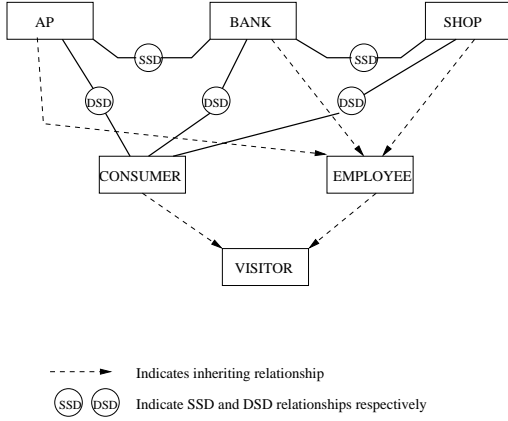 AP
BANK
SHOP
SSD
SSD
DSD
DSD
DSD
CONSUMER
EMPLOYEE
VISITOR
Indicates inheriting relationship
SSD DSD Indicate SSD and DSD relationships respectively